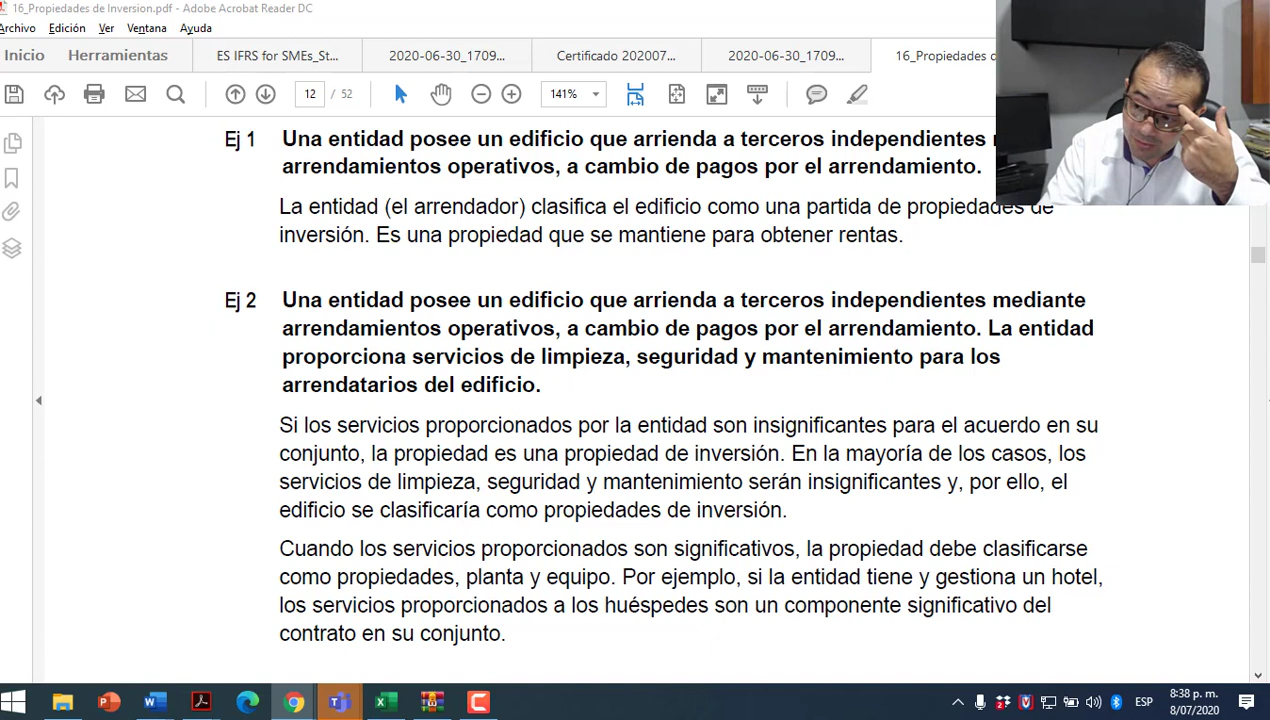 16_Propiedades de Inversion.pdf - Adobe Acrobat Reader DC
Archivo Edición Ver Ventana Ayuda
Inicio Herramientas ES IFRS for SMEs_St... 2020-06-30_1709... Certificado 202007... 2020-06-30_1709... 16_Propiedades
12 / 52 141%
Ej 1 Una entidad posee un edificio que arrienda a terceros independientes
arrendamientos operativos, a cambio de pagos por el arrendamiento.
La entidad (el arrendador) clasifica el edificio como una partida de propiedades de
inversión. Es una propiedad que se mantiene para obtener rentas.
Ej 2 Una entidad posee un edificio que arrienda a terceros independientes mediante
arrendamientos operativos, a cambio de pagos por el arrendamiento. La entidad
proporciona servicios de limpieza, seguridad y mantenimiento para los
arrendatarios del edificio.
Si los servicios proporcionados por la entidad son insignificantes para el acuerdo en su
conjunto, la propiedad es una propiedad de inversión. En la mayoría de los casos, los
servicios de limpieza, seguridad y mantenimiento serán insignificantes y, por ello, el
edificio se clasificaría como propiedades de inversión.
Cuando los servicios proporcionados son significativos, la propiedad debe clasificarse
como propiedades, planta y equipo. Por ejemplo, si la entidad tiene y gestiona un hotel,
los servicios proporcionados a los huéspedes son un componente significativo del
contrato en su conjunto.
ESP
8:38 p. m.
8/07/2020